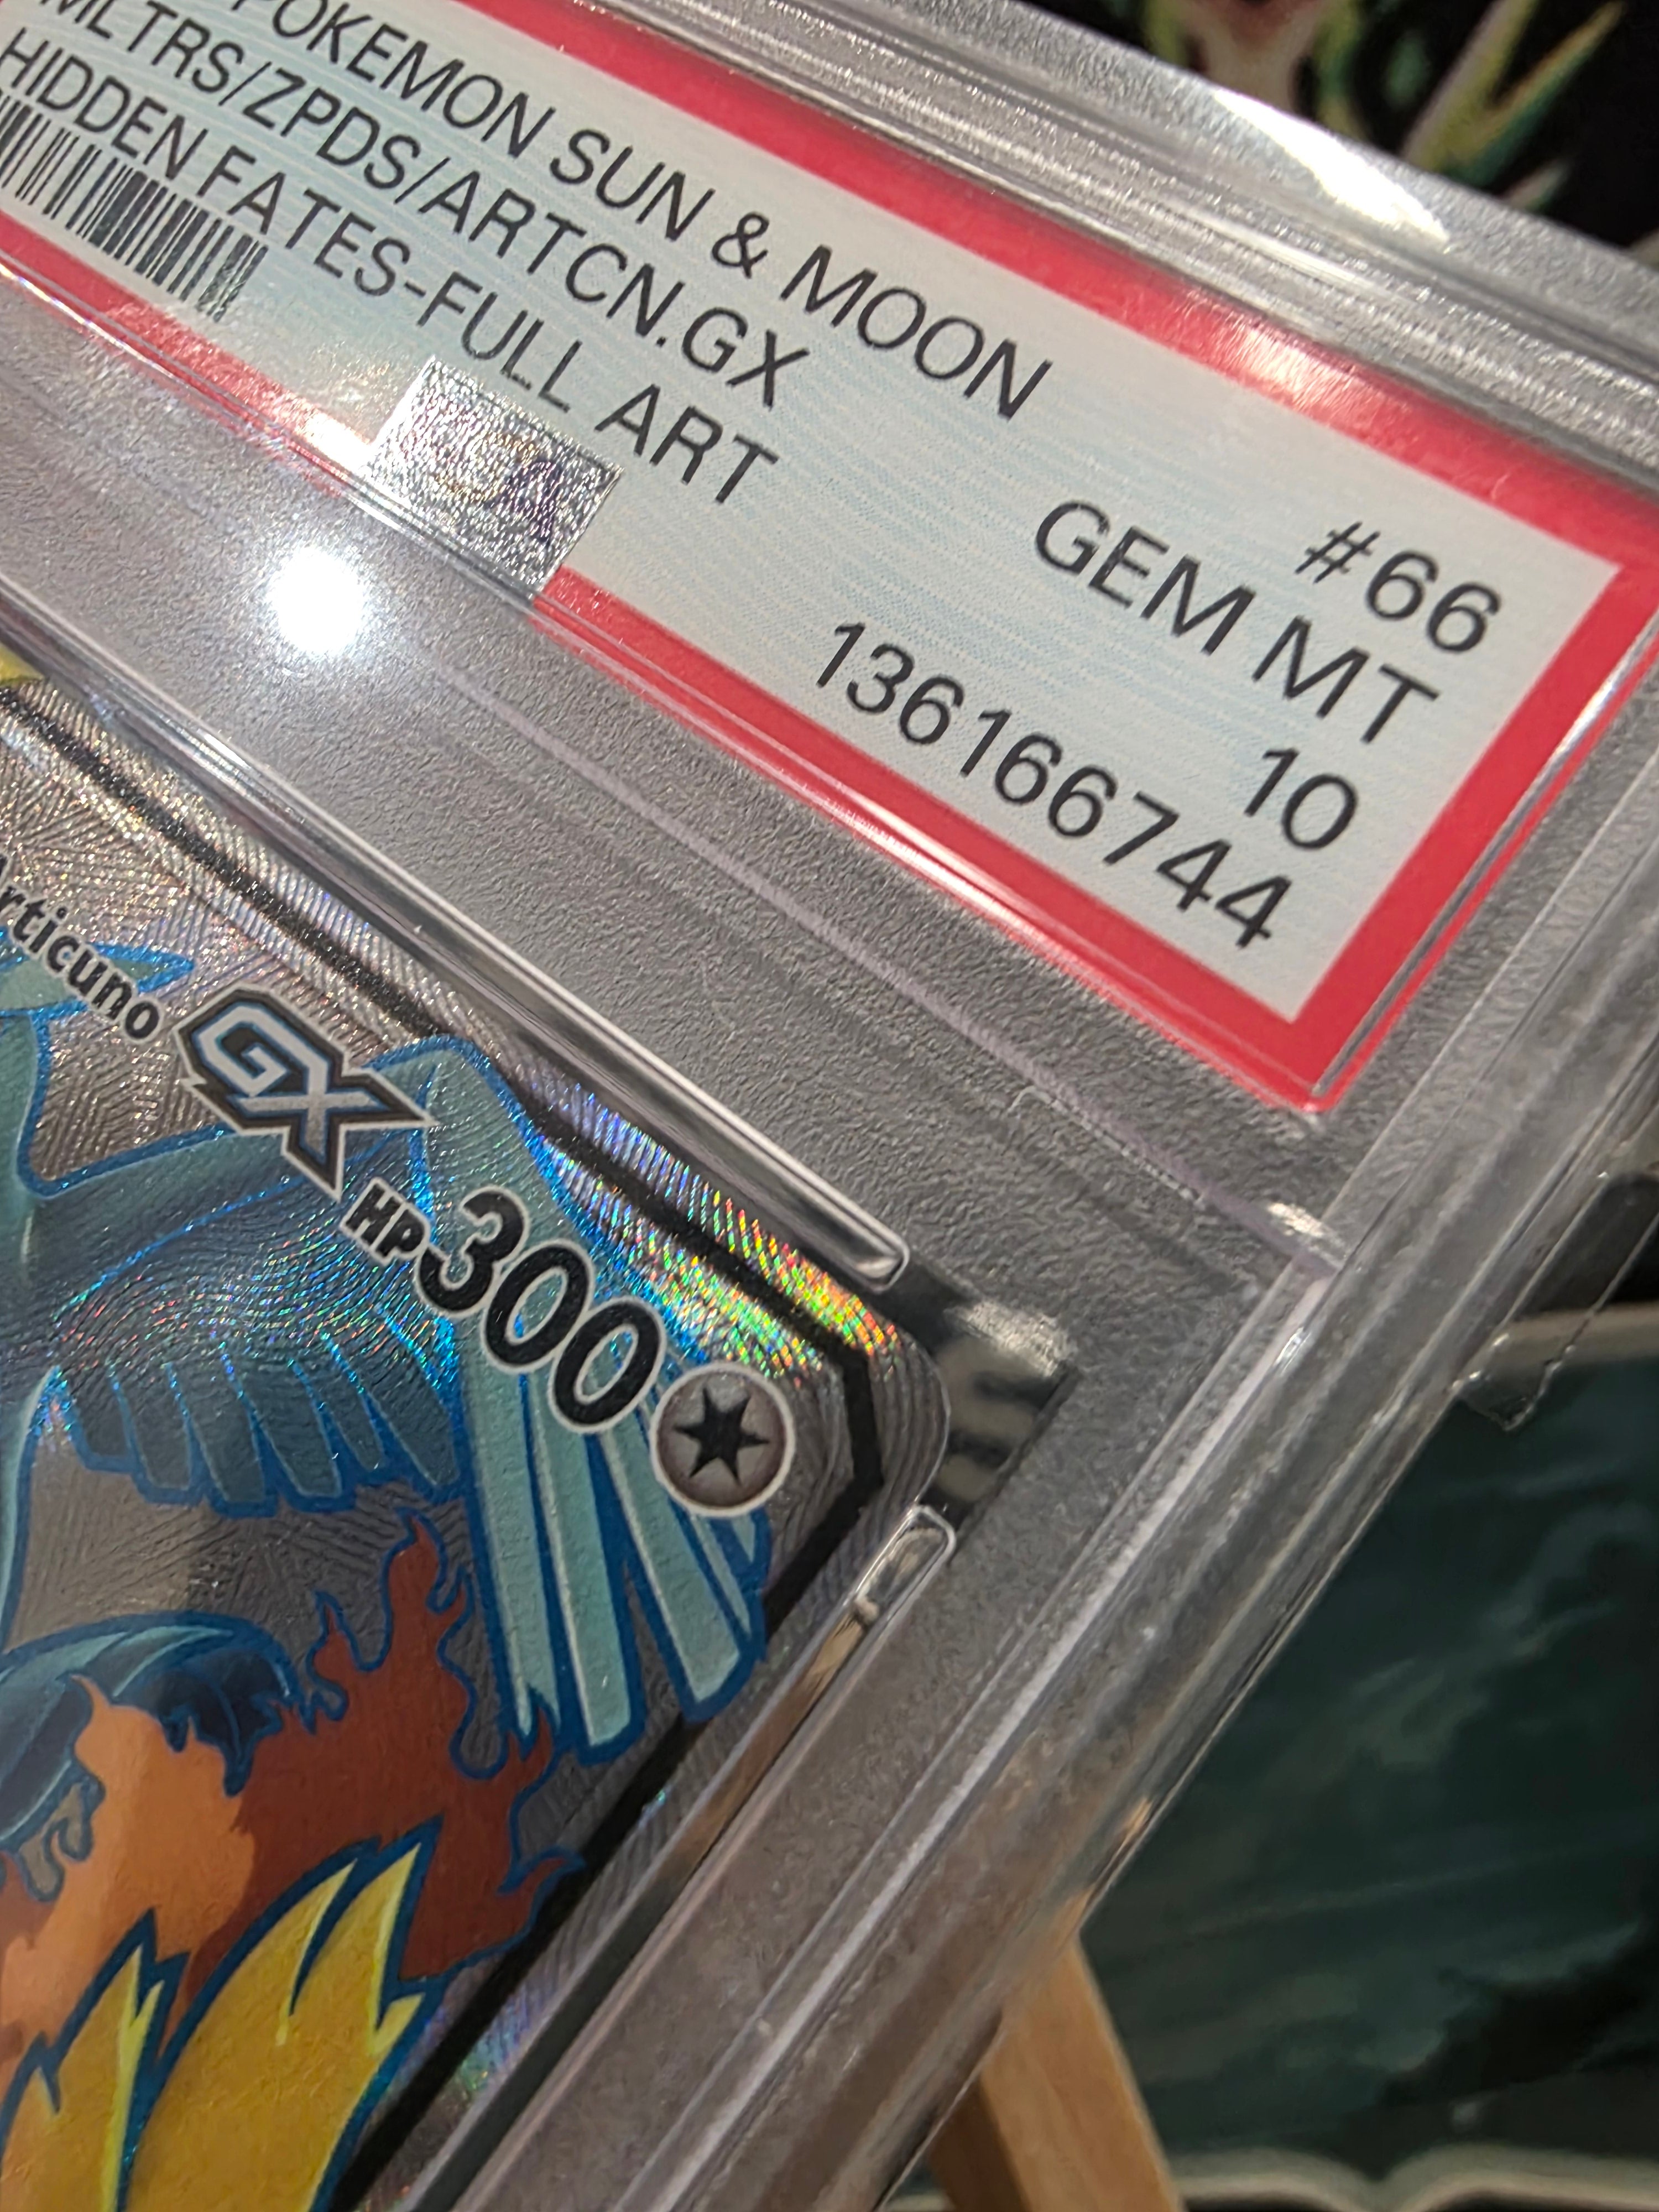 POKEMON SUN & MOON
MLTRS/ZPDS/ARTCN.GX
HIDDEN FATES-FULL ART
#66
GEM MT
10
136166744
Articuno GX HP 300